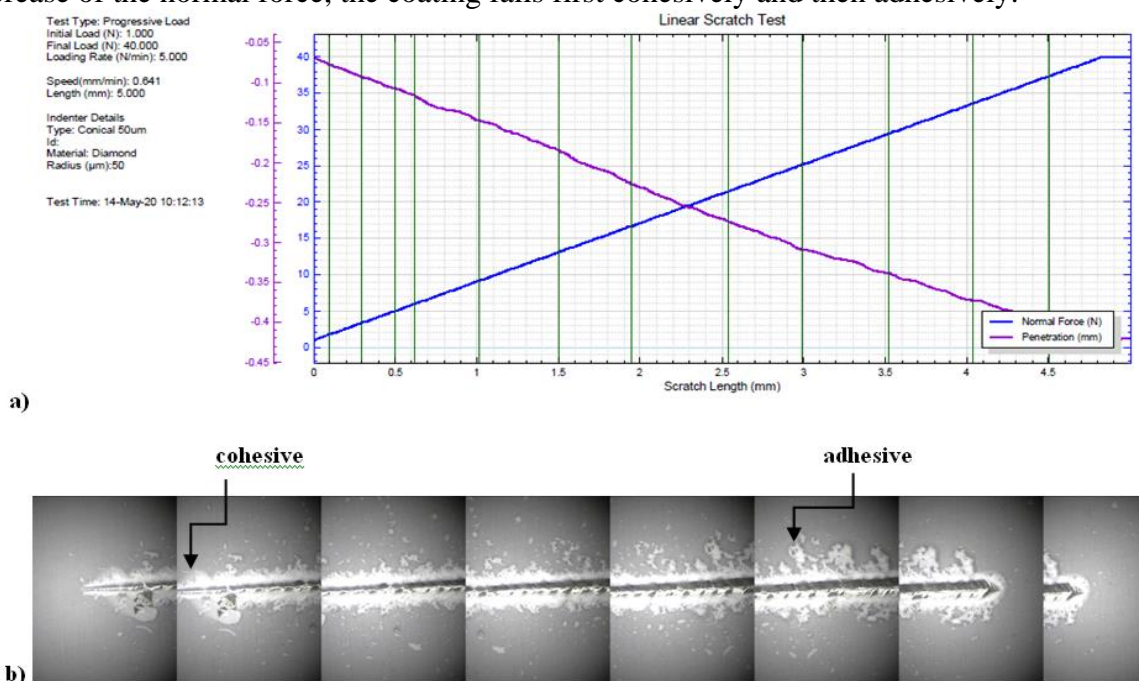 crease of the normal force, the coating fails first cohesively and then adhesively.
Linear Scratch Test
Test Type: Progressive Load
Initial Load (N): 1.000
Final Load (N): 40.000
Loading Rate (N/min): 5.000
Speed(mm/min): 0.641
Length (mm): 5.000
Indenter Details
Type: Conical 50um
Id:
Material: Diamond
Radius (µm):50
Test Time: 14-May-20 10:12:13
-0.05
-0.1
-0.15
-0.2
-0.25
-0.3
-0.35
-0.4
-0.45
40
35
30
25
20
15
10
5
0
Normal Force (N)
Penetration (mm)
0 0.5 1 1.5 2 2.5 3 3.5 4 4.5
Scratch Length (mm)
a)
cohesive adhesive
b)